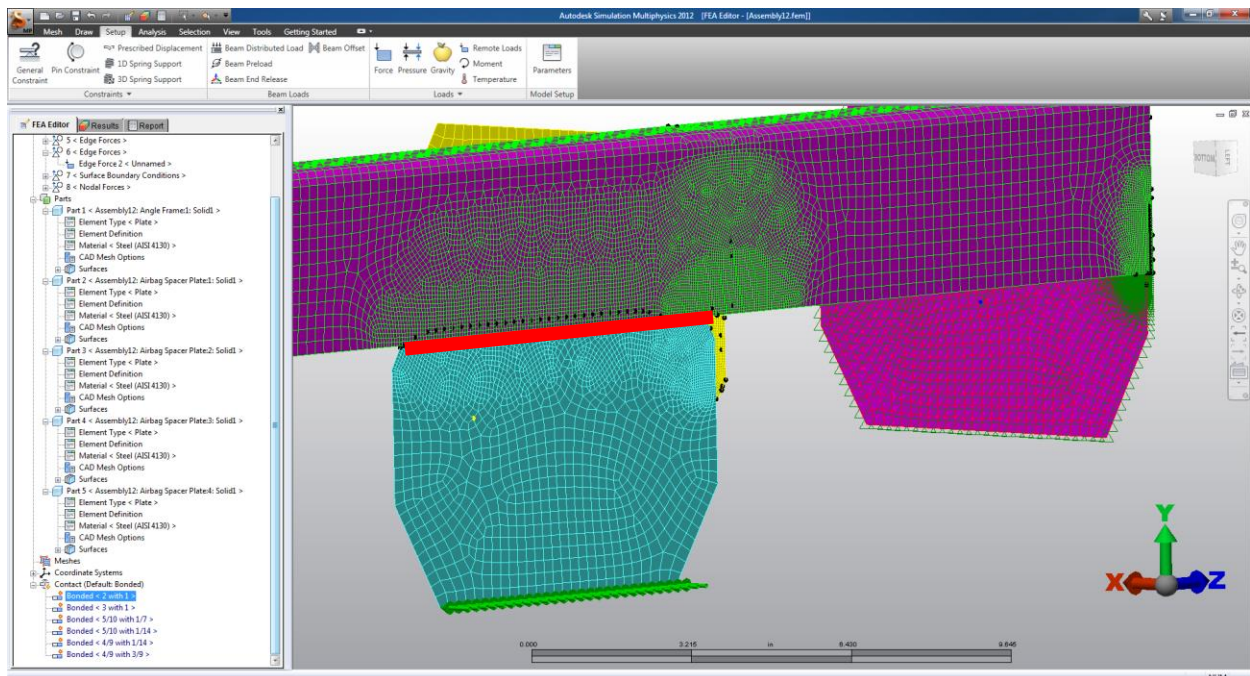 Autodesk Simulation Multiphysics 2012 [FEA Editor - [Assembly12.fem]]
Mesh Draw Setup Analysis Selection View Tools Getting Started
General Constraint
Pin Constraint
Prescribed Displacement
1D Spring Support
3D Spring Support
Constraints
Beam Distributed Load Beam Offset
Beam Preload
Beam End Release
Beam Loads
Force Pressure Gravity
Remote Loads
Moment
Temperature
Loads
Parameters
Model Setup
FEA Editor Results Report
5 < Edge Forces >
6 < Edge Forces >
Edge Force 2 < Unnamed >
7 < Surface Boundary Conditions >
8 < Nodal Forces >
Parts
Part 1 < Assembly12: Angle Frame:1: Solid1 >
Element Type < Plate >
Element Definition
Material < Steel (AISI 4130) >
CAD Mesh Options
Surfaces
Part 2 < Assembly12: Airbag Spacer Plate:1: Solid1 >
Element Type < Plate >
Element Definition
Material < Steel (AISI 4130) >
CAD Mesh Options
Surfaces
Part 3 < Assembly12: Airbag Spacer Plate:2: Solid1 >
Element Type < Plate >
Element Definition
Material < Steel (AISI 4130) >
CAD Mesh Options
Surfaces
Part 4 < Assembly12: Airbag Spacer Plate:3: Solid1 >
Element Type < Plate >
Element Definition
Material < Steel (AISI 4130) >
CAD Mesh Options
Surfaces
Part 5 < Assembly12: Airbag Spacer Plate:4: Solid1 >
Element Type < Plate >
Element Definition
Material < Steel (AISI 4130) >
CAD Mesh Options
Surfaces
Meshes
Coordinate Systems
Contact (Default: Bonded)
Bonded < 2 with 1 >
Bonded < 3 with 1 >
Bonded < 5/10 with 1/7 >
Bonded < 5/10 with 1/14 >
Bonded < 4/9 with 1/14 >
Bonded < 4/9 with 3/9 >
BOTTOM
LEFT
Y
X
Z
0.000 3.215 in 6.430 9.646